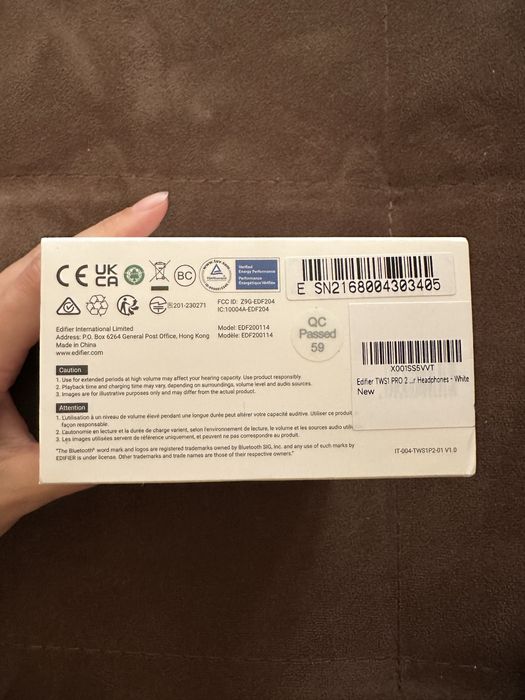 CE UK CA
BC
www.tuv.com
Verified
Energy Performance
Performance
Énergétique Vérifiée
E SN2168004303405
201-230271
FCC ID: Z9G-EDF204
IC:10004A-EDF204
Edifier International Limited
Address: P.O. Box 6264 General Post Office, Hong Kong
Made in China
www.edifier.com
Model: EDF200114
Modèle: EDF200114
QC
Passed
59
X001SS5VVT
Edifier TWS1 PRO 2 ...r Headphones - White
New
Caution
1. Use for extended periods at high volume may affect your hearing capacity. Use product responsibly.
2. Playback time and charging time may vary, depending on surroundings, volume level and audio sources.
3. Images are for illustrative purposes only and may differ from the actual product.
Attention
1. L'utilisation à un niveau de volume élevé pendant une longue durée peut altérer votre capacité auditive. Utiliser ce produit
façon responsable.
2. L'autonomie en lecture et la durée de charge varient, selon l'environnement de lecture, le volume et les sources audio
3. Les images utilisées servent de référence uniquement, et peuvent ne pas correspondre au produit.
"The Bluetooth® word mark and logos are registered trademarks owned by Bluetooth SIG, Inc. and any use of such marks by
EDIFIER is under license. Other trademarks and trade names are those of their respective owners."
IT-004-TWS1P2-01 V1.0